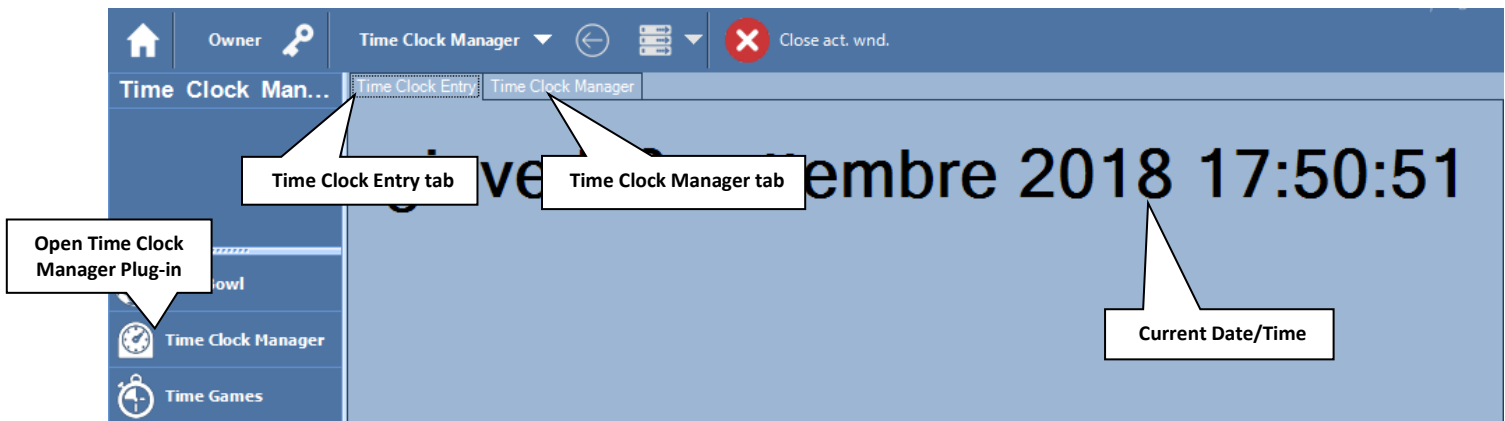 Owner
Time Clock Manager
Close act. wnd.
Time Clock Man...
Time Clock Entry
Time Clock Manager
2018 17:50:51
Time Clock Entry tab
Time Clock Manager tab
Open Time Clock
Manager Plug-in
Time Clock Manager
Current Date/Time
Time Games